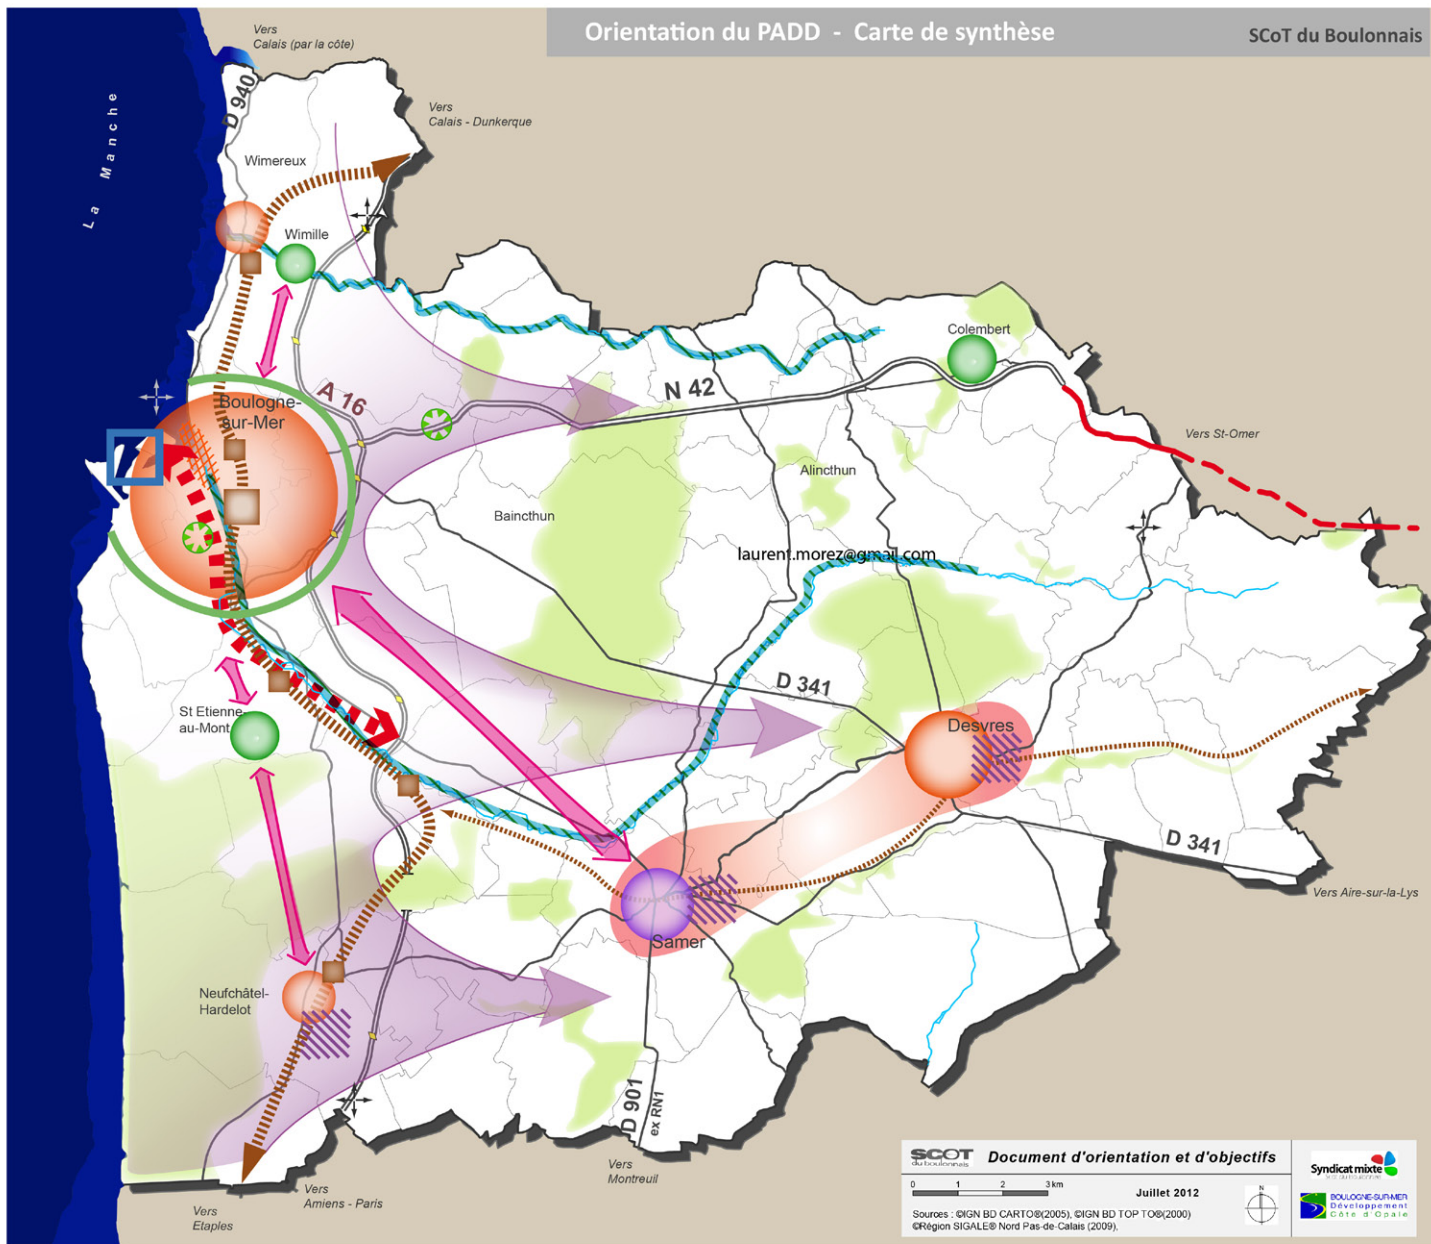 Orientation du PADD - Carte de synthèse
SCoT du Boulonnais
Vers
Calais (par la côte)
Vers
Calais - Dunkerque
La Manche
D 940
Wimereux
Wimille
Colembert
N 42
A 16
Boulogne-
sur-Mer
Vers St-Omer
Alincthun
Baincthun
laurent.morez@gmail.com
D 341
St Etienne-
au-Mont
Desvres
D 341
Vers Aire-sur-la-Lys
Samer
Neufchâtel-
Hardelot
D 901
ex RN1
Vers
Montreuil
Vers
Amiens - Paris
Vers
Etaples
SCOT
du boulonnais
Document d'orientation et d'objectifs
0 1 2 3 km
Juillet 2012
N
Sources : ©IGN BD CARTO®(2005), ©IGN BD TOP TO®(2000)
©Région SIGALE® Nord Pas-de-Calais (2009),
Syndicat mixte
BOULOGNE-SUR-MER
Développement
Côte d'Opale